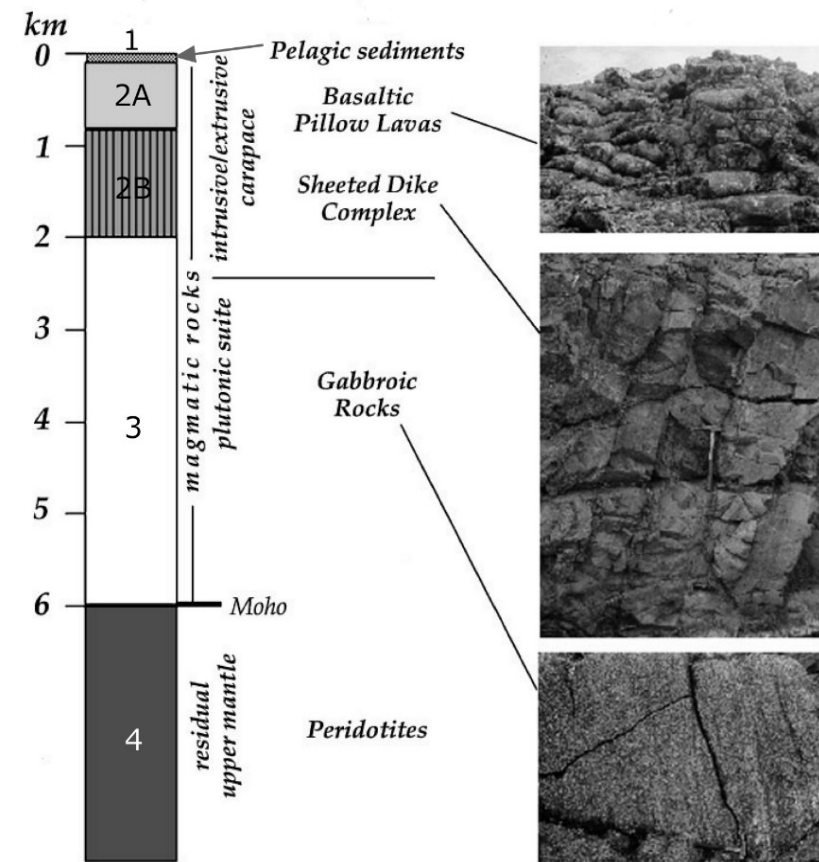 km
0
1
2
3
4
5
6
1
2A
2B
3
4
intrusive/extrusive
carapace
magmatic rocks
plutonic suite
Moho
residual
upper mantle
Pelagic sediments
Basaltic
Pillow Lavas
Sheeted Dike
Complex
Gabbroic
Rocks
Peridotites